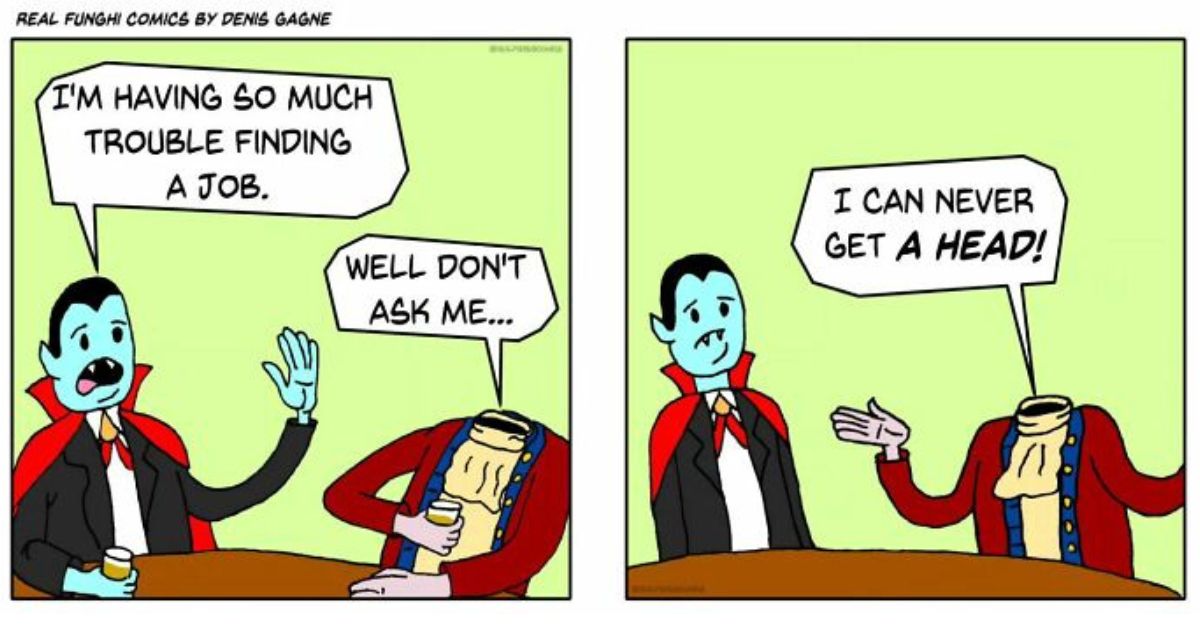 REAL FUNGHI COMICS BY DENIS GAGNE
I'M HAVING SO MUCH
TROUBLE FINDING
A JOB.
WELL DON'T
ASK ME...
I CAN NEVER
GET A HEAD!